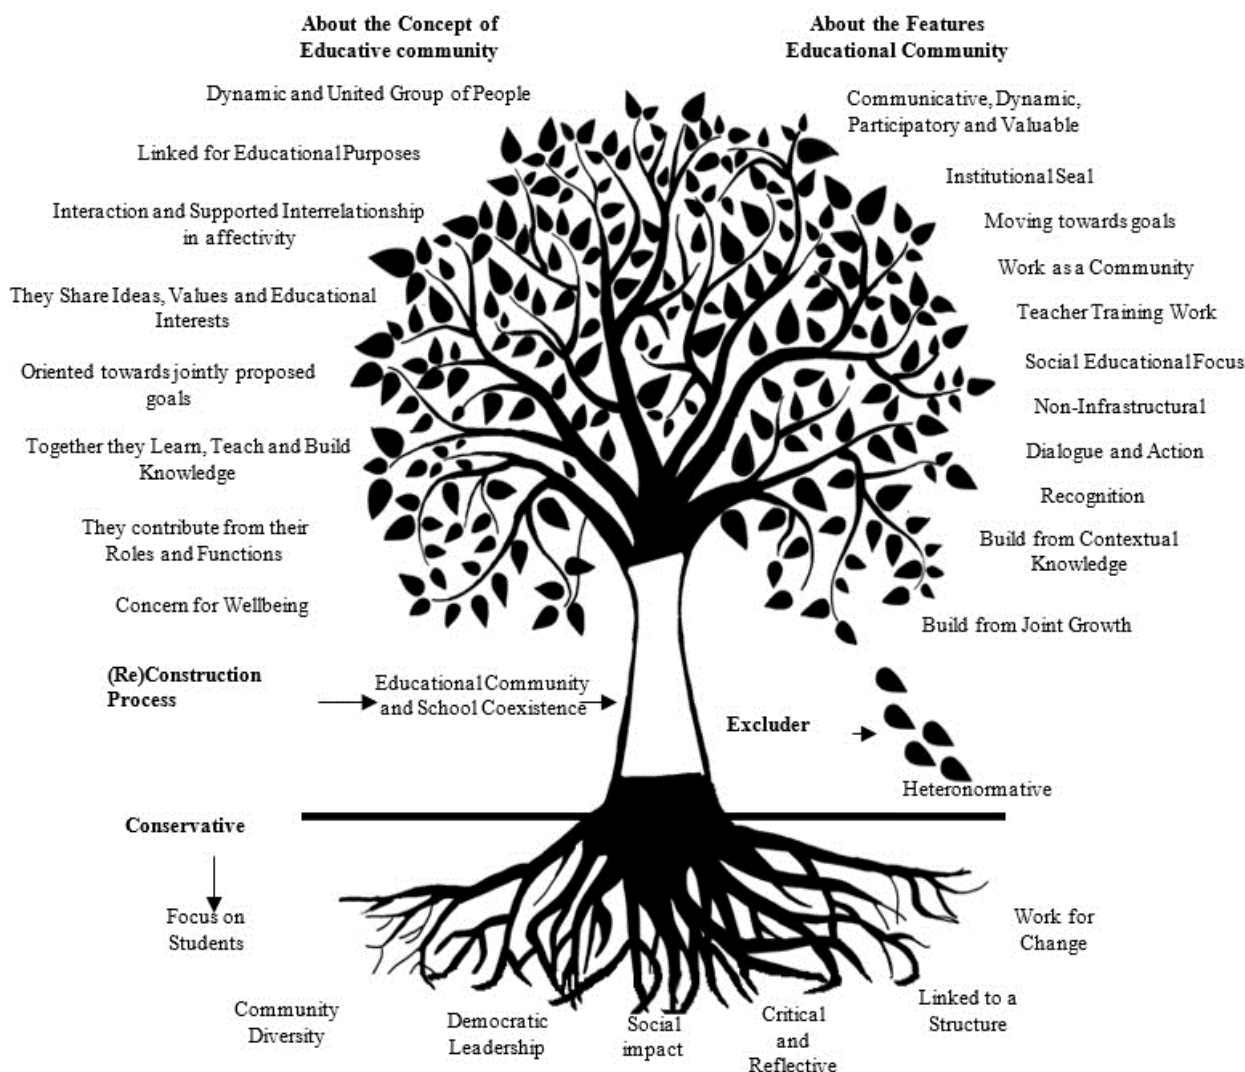 About the Concept of
Educative community
Dynamic and United Group of People
Linked for Educational Purposes
Interaction and Supported Interrelationship
in affectivity
They Share Ideas, Values and Educational
Interests
Oriented towards jointly proposed
goals
Together they Learn, Teach and Build
Knowledge
They contribute from their
Roles and Functions
Concern for Wellbeing
About the Features
Educational Community
Communicative, Dynamic,
Participatory and Valuable
Institutional Seal
Moving towards goals
Work as a Community
Teacher Training Work
Social Educational Focus
Non-Infrastructural
Dialogue and Action
Recognition
Build from Contextual
Knowledge
Build from Joint Growth
(Re)Construction
Process
Educational Community
and School Coexistence
Excluder
Heteronormative
Conservative
Focus on
Students
Community
Diversity
Democratic
Leadership
Social
impact
Critical
and
Reflective
Linked to a
Structure
Work for
Change